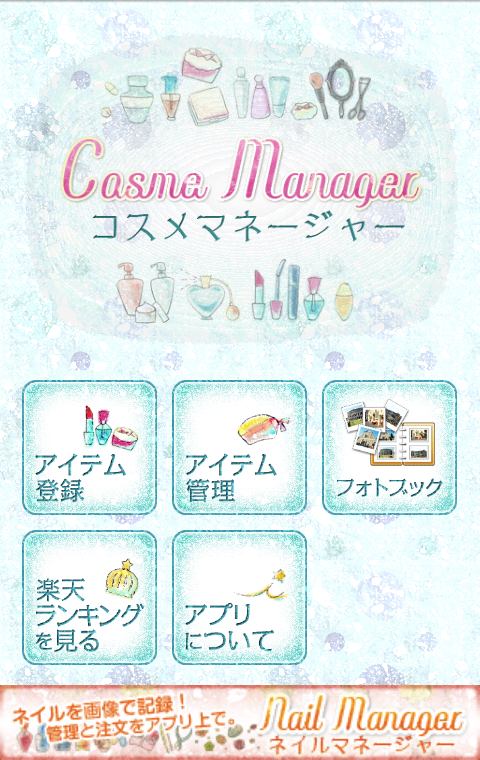 Cosme Manager
コスメマネージャー
アイテム
登録
アイテム
管理
フォトブック
楽天
ランキング
を見る
アプリ
について
ネイルを画像で記録！
管理と注文をアプリ上で。
Nail Manager
ネイルマネージャー